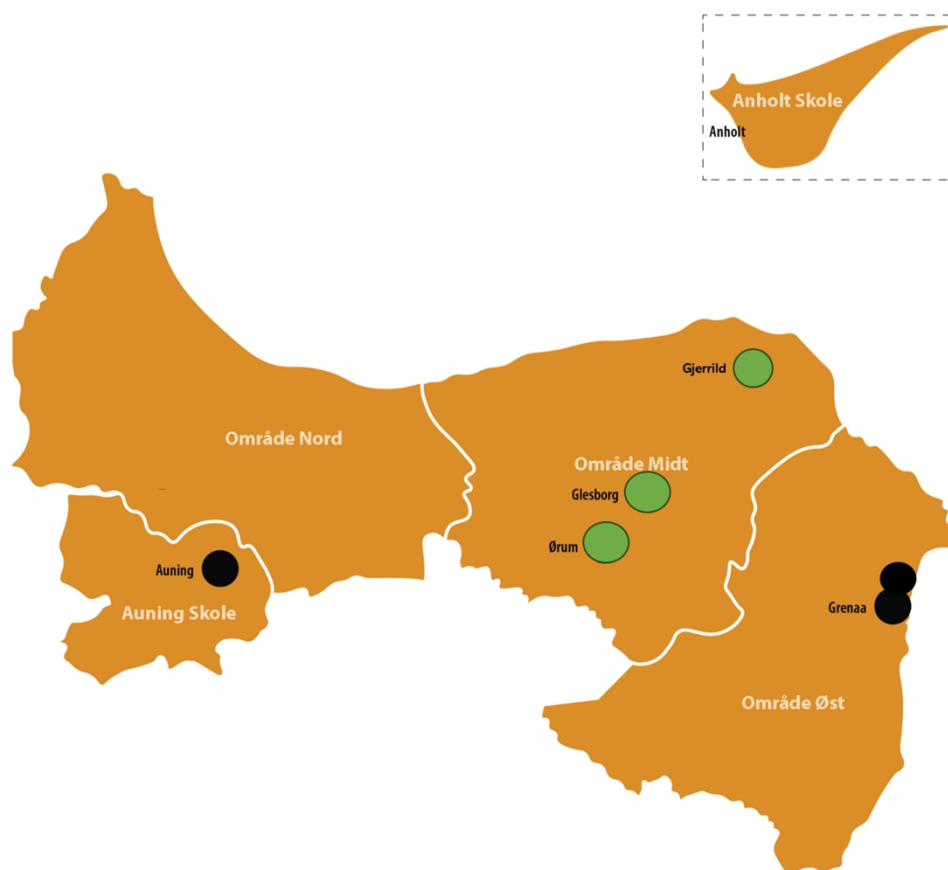 Anholt Skole
Anholt
Gjerrild
Område Nord
Område Midt
Glesborg
Ørum
Auning
Auning Skole
Grenaa
Område Øst